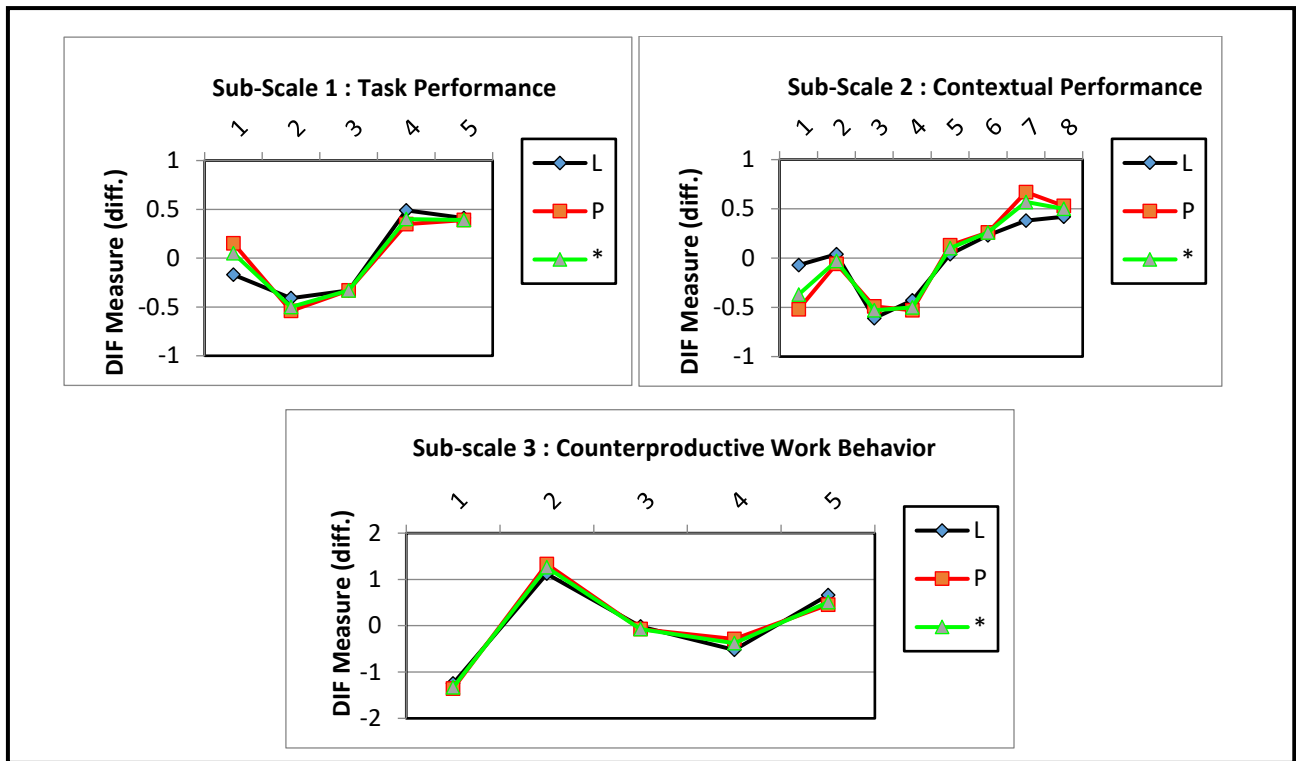 Sub-Scale 1 : Task Performance
1 2 3 4 5
1
0.5
0
-0.5
-1
DIF Measure (diff.)
L
P
*
Sub-Scale 2 : Contextual Performance
1 2 3 4 5 6 7 8
1
0.5
0
-0.5
-1
DIF Measure (diff.)
L
P
*
Sub-scale 3 : Counterproductive Work Behavior
1 2 3 4 5
2
1
0
-1
-2
DIF Measure (diff.)
L
P
*